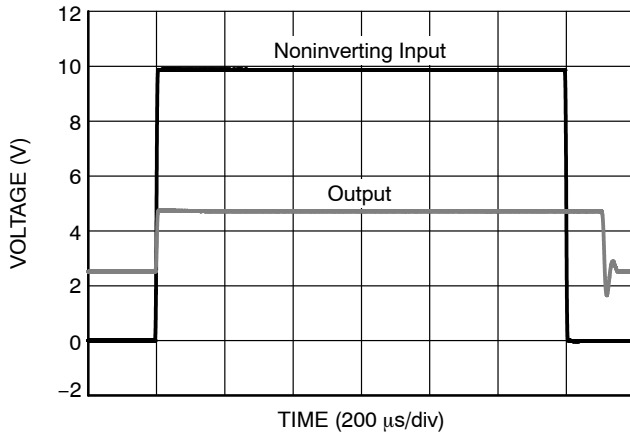 12
10
8
6
4
2
0
−2
VOLTAGE (V)
Noninverting Input
Output
TIME (200 µs/div)